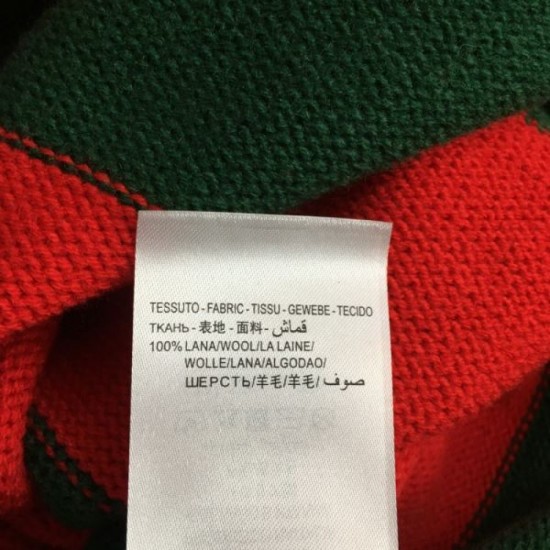 TESSUTO - FABRIC - TISSU - GEWEBE - TECIDO
ТКАНЬ - 表地 - 面料 - قماش
100% LANA/WOOL/LA LAINE/
WOLLE/LANA/ALGODAO/
ШЕРСТЬ/羊毛/羊毛/ صوف